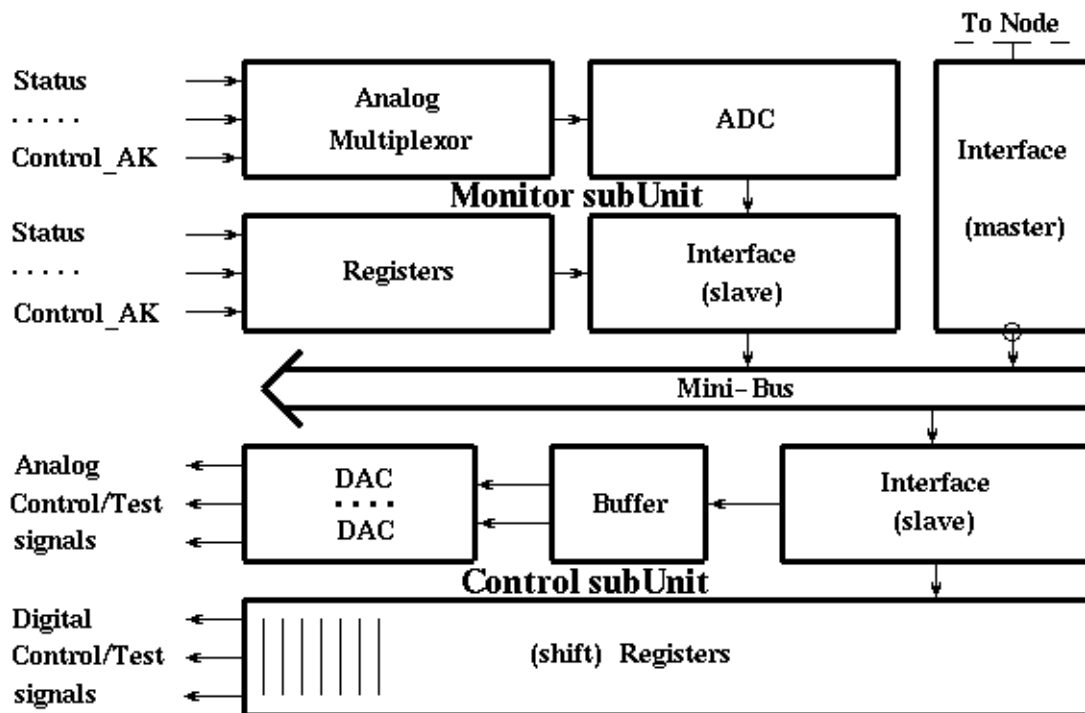 To Node
Status
. . . . .
Control_AK
Analog
Multiplexor
ADC
Interface
(master)
Monitor subUnit
Status
. . . . .
Control_AK
Registers
Interface
(slave)
Mini-Bus
Analog
Control/Test
signals
DAC
. . . . .
DAC
Buffer
Interface
(slave)
Control subUnit
Digital
Control/Test
signals
(shift) Registers